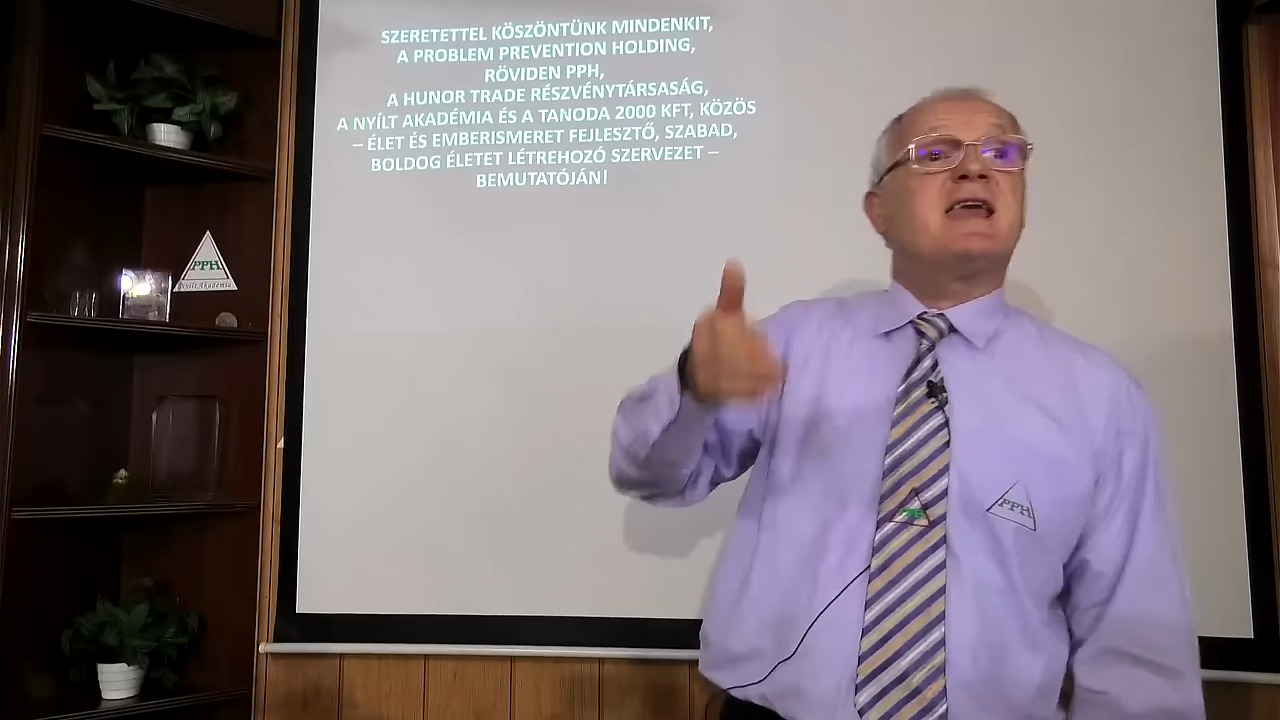 SZERETETTEL KÖSZÖNTÜNK MINDENKIT,
A PROBLEM PREVENTION HOLDING,
RÖVIDEN PPH,
A HUNOR TRADE RÉSZVÉNYTÁRSASÁG,
A NYÍLT AKADÉMIA ÉS A TANODA 2000 KFT, KÖZÖS
– ÉLET ÉS EMBERISMERET FEJLESZTŐ, SZABAD,
BOLDOG ÉLETET LÉTREHOZÓ SZERVEZET –
BEMUTATÓJÁN!
PPH
Nyílt Akadémia
PPH
PPH